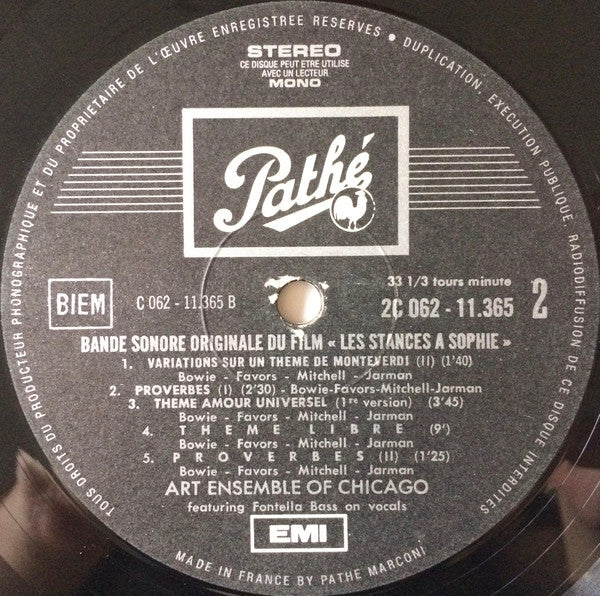 TOUS DROITS DU PRODUCTEUR PHONOGRAPHIQUE ET DU PROPRIETAIRE DE L'ŒUVRE ENREGISTREE RESERVES • DUPLICATION, EXECUTION PUBLIQUE, RADIODIFFUSION DE CE DISQUE INTERDITES
STEREO
CE DISQUE PEUT ETRE UTILISE
AVEC UN LECTEUR
MONO
Pathé
33 1/3 tours minute
BIEM
C 062 - 11.365 B
2C 062 - 11.365
2
BANDE SONORE ORIGINALE DU FILM « LES STANCES A SOPHIE »
1. VARIATIONS SUR UN THEME DE MONTEVERDI (II) (1'40)
Bowie - Favors - Mitchell - Jarman
2. PROVERBES (I) (2'30) - Bowie-Favors-Mitchell-Jarman
3. THEME AMOUR UNIVERSEL (1re version) (3'45)
Bowie - Favors - Mitchell - Jarman
4. THEME LIBRE (9')
Bowie - Favors - Mitchell - Jarman
5. PROVERBES (II) (1'25)
Bowie - Favors - Mitchell - Jarman
ART ENSEMBLE OF CHICAGO
featuring Fontella Bass on vocals
EMI
MADE IN FRANCE BY PATHE MARCONI